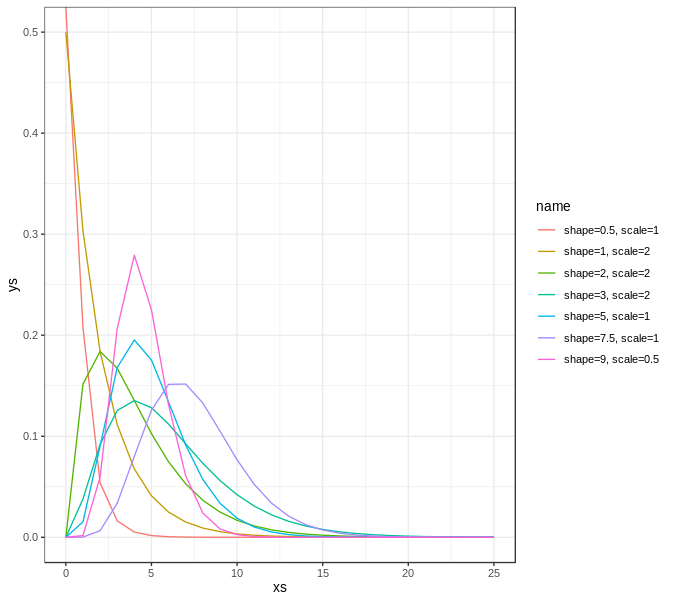 0.5
0.4
0.3
0.2
0.1
0.0
ys
0 5 10 15 20 25
xs
name
shape=0.5, scale=1
shape=1, scale=2
shape=2, scale=2
shape=3, scale=2
shape=5, scale=1
shape=7.5, scale=1
shape=9, scale=0.5